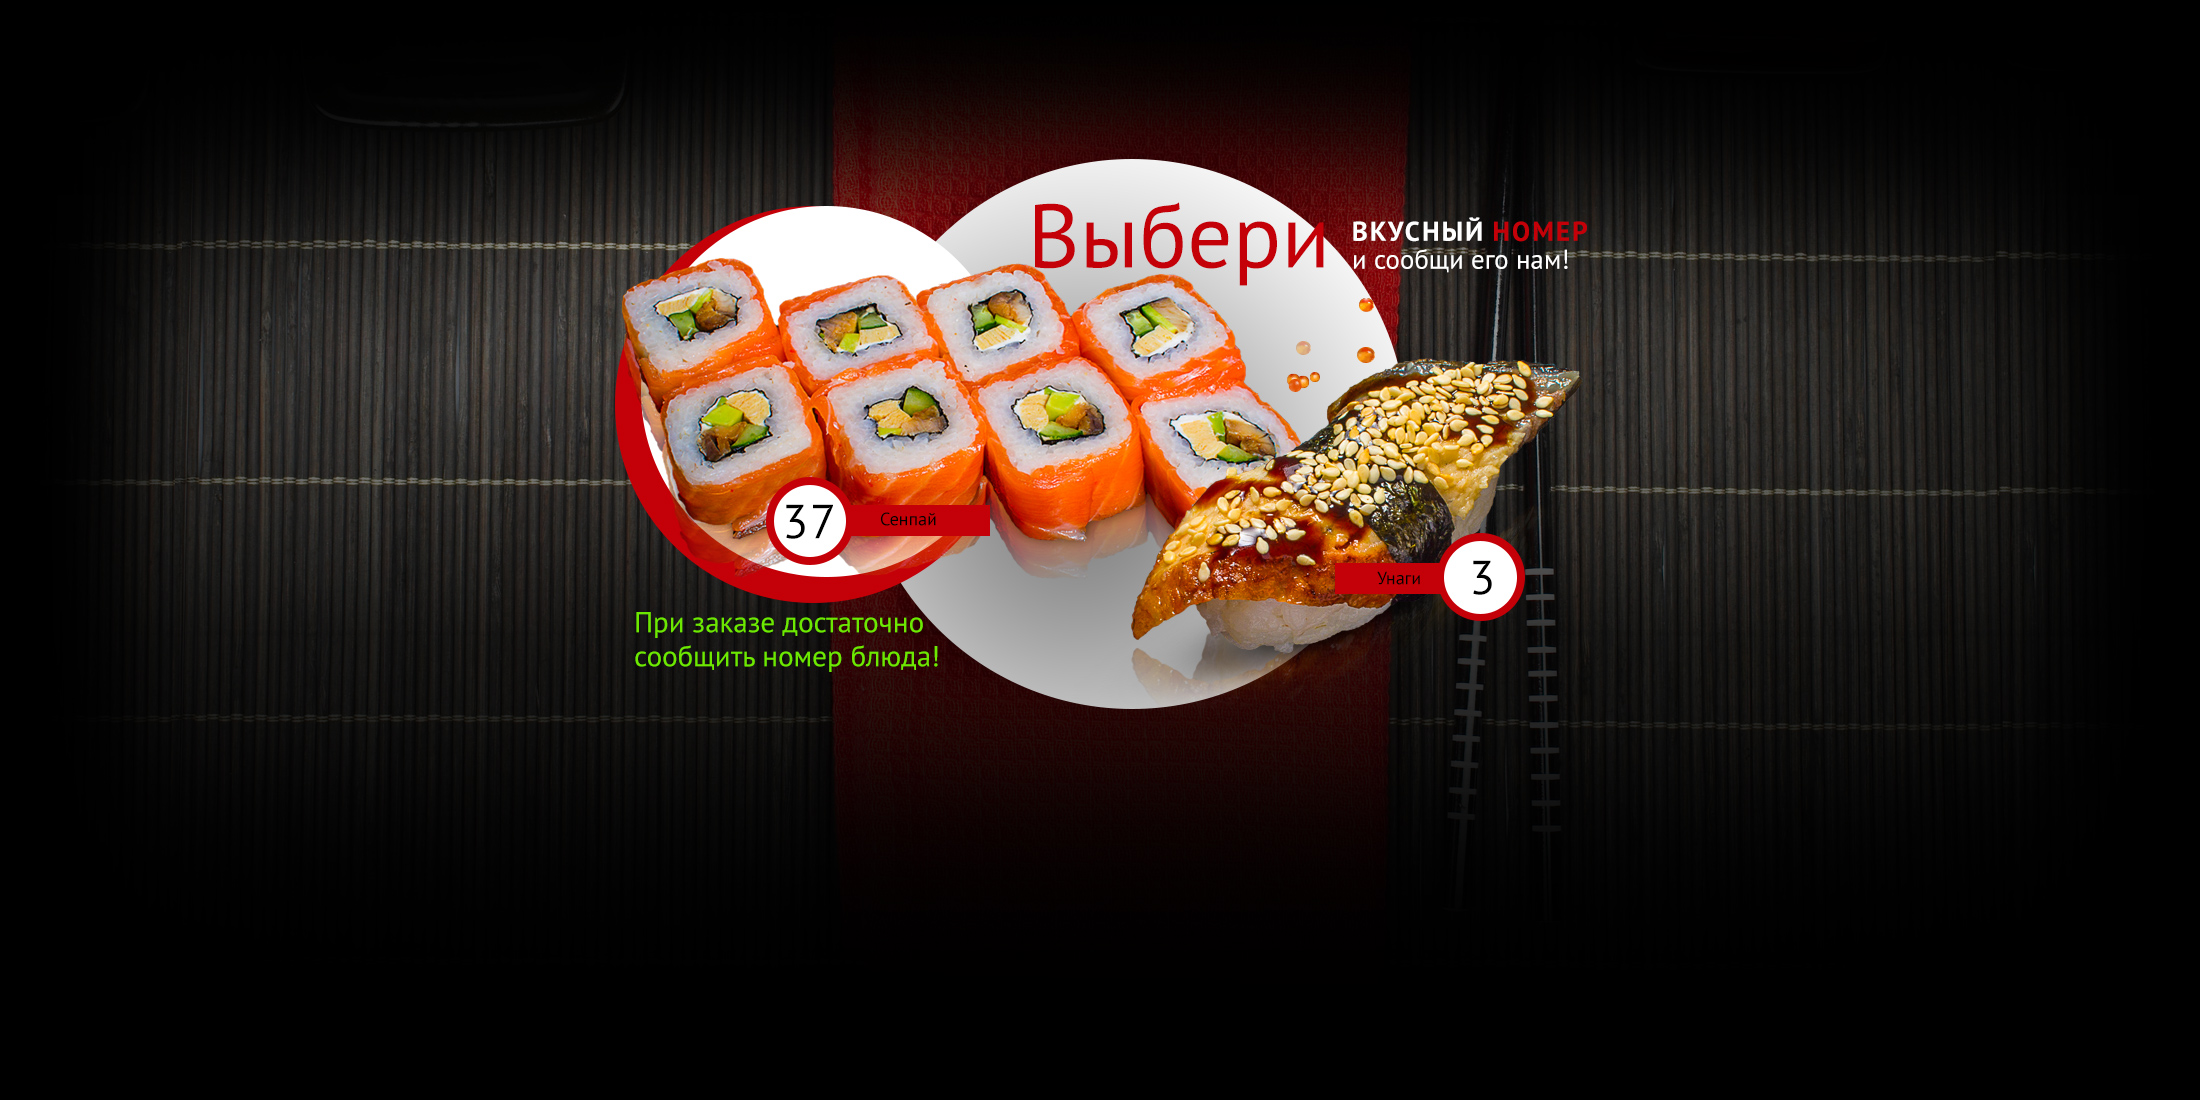 Выбери
ВКУСНЫЙ НОМЕР
и сообщи его нам!
37
Сенпай
Унаги
3
При заказе достаточно
сообщить номер блюда!